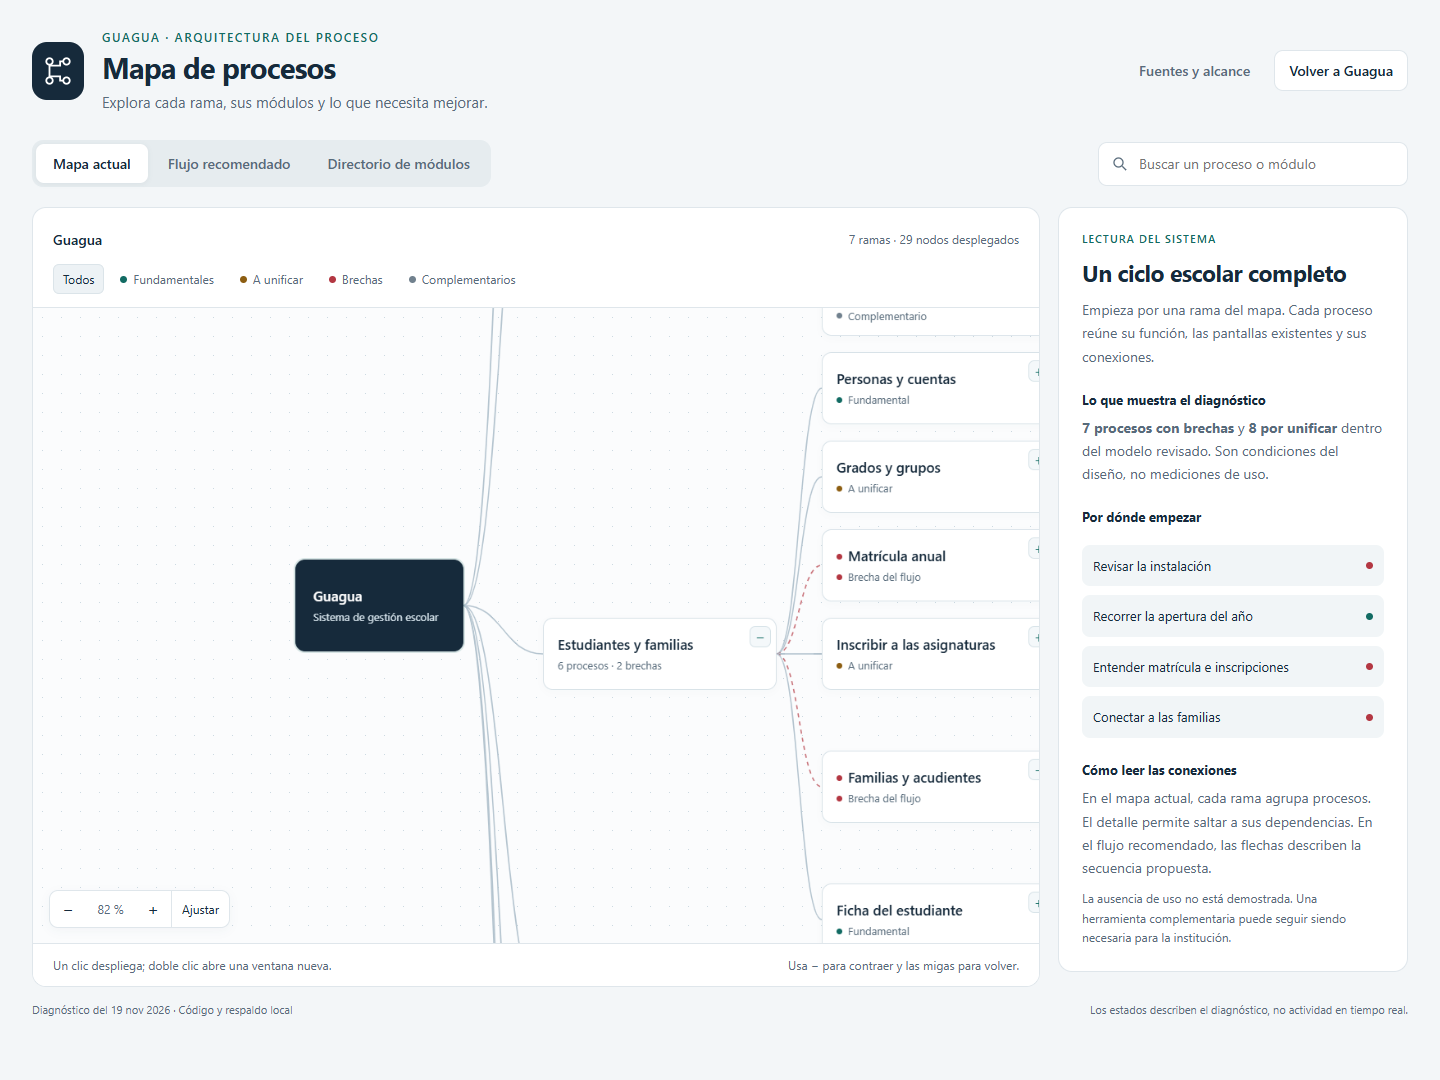 GUAGUA · ARQUITECTURA DEL PROCESO
Mapa de procesos
Explora cada rama, sus módulos y lo que necesita mejorar.
Fuentes y alcance
Volver a Guagua
Mapa actual
Flujo recomendado
Directorio de módulos
Buscar un proceso o módulo
Guagua
7 ramas · 29 nodos desplegados
Todos
Fundamentales
A unificar
Brechas
Complementarios
Complementario
Personas y cuentas
Fundamental
Grados y grupos
A unificar
Matrícula anual
Brecha del flujo
Guagua
Sistema de gestión escolar
Estudiantes y familias
6 procesos · 2 brechas
−
Inscribir a las asignaturas
A unificar
Familias y acudientes
Brecha del flujo
Ficha del estudiante
Fundamental
− 82 % + Ajustar
Un clic despliega; doble clic abre una ventana nueva.
Usa − para contraer y las migas para volver.
LECTURA DEL SISTEMA
Un ciclo escolar completo
Empieza por una rama del mapa. Cada proceso
reúne su función, las pantallas existentes y sus
conexiones.
Lo que muestra el diagnóstico
7 procesos con brechas y 8 por unificar dentro
del modelo revisado. Son condiciones del
diseño, no mediciones de uso.
Por dónde empezar
Revisar la instalación
Recorrer la apertura del año
Entender matrícula e inscripciones
Conectar a las familias
Cómo leer las conexiones
En el mapa actual, cada rama agrupa procesos.
El detalle permite saltar a sus dependencias. En
el flujo recomendado, las flechas describen la
secuencia propuesta.
La ausencia de uso no está demostrada. Una
herramienta complementaria puede seguir siendo
necesaria para la institución.
Diagnóstico del 19 nov 2026 · Código y respaldo local
Los estados describen el diagnóstico, no actividad en tiempo real.